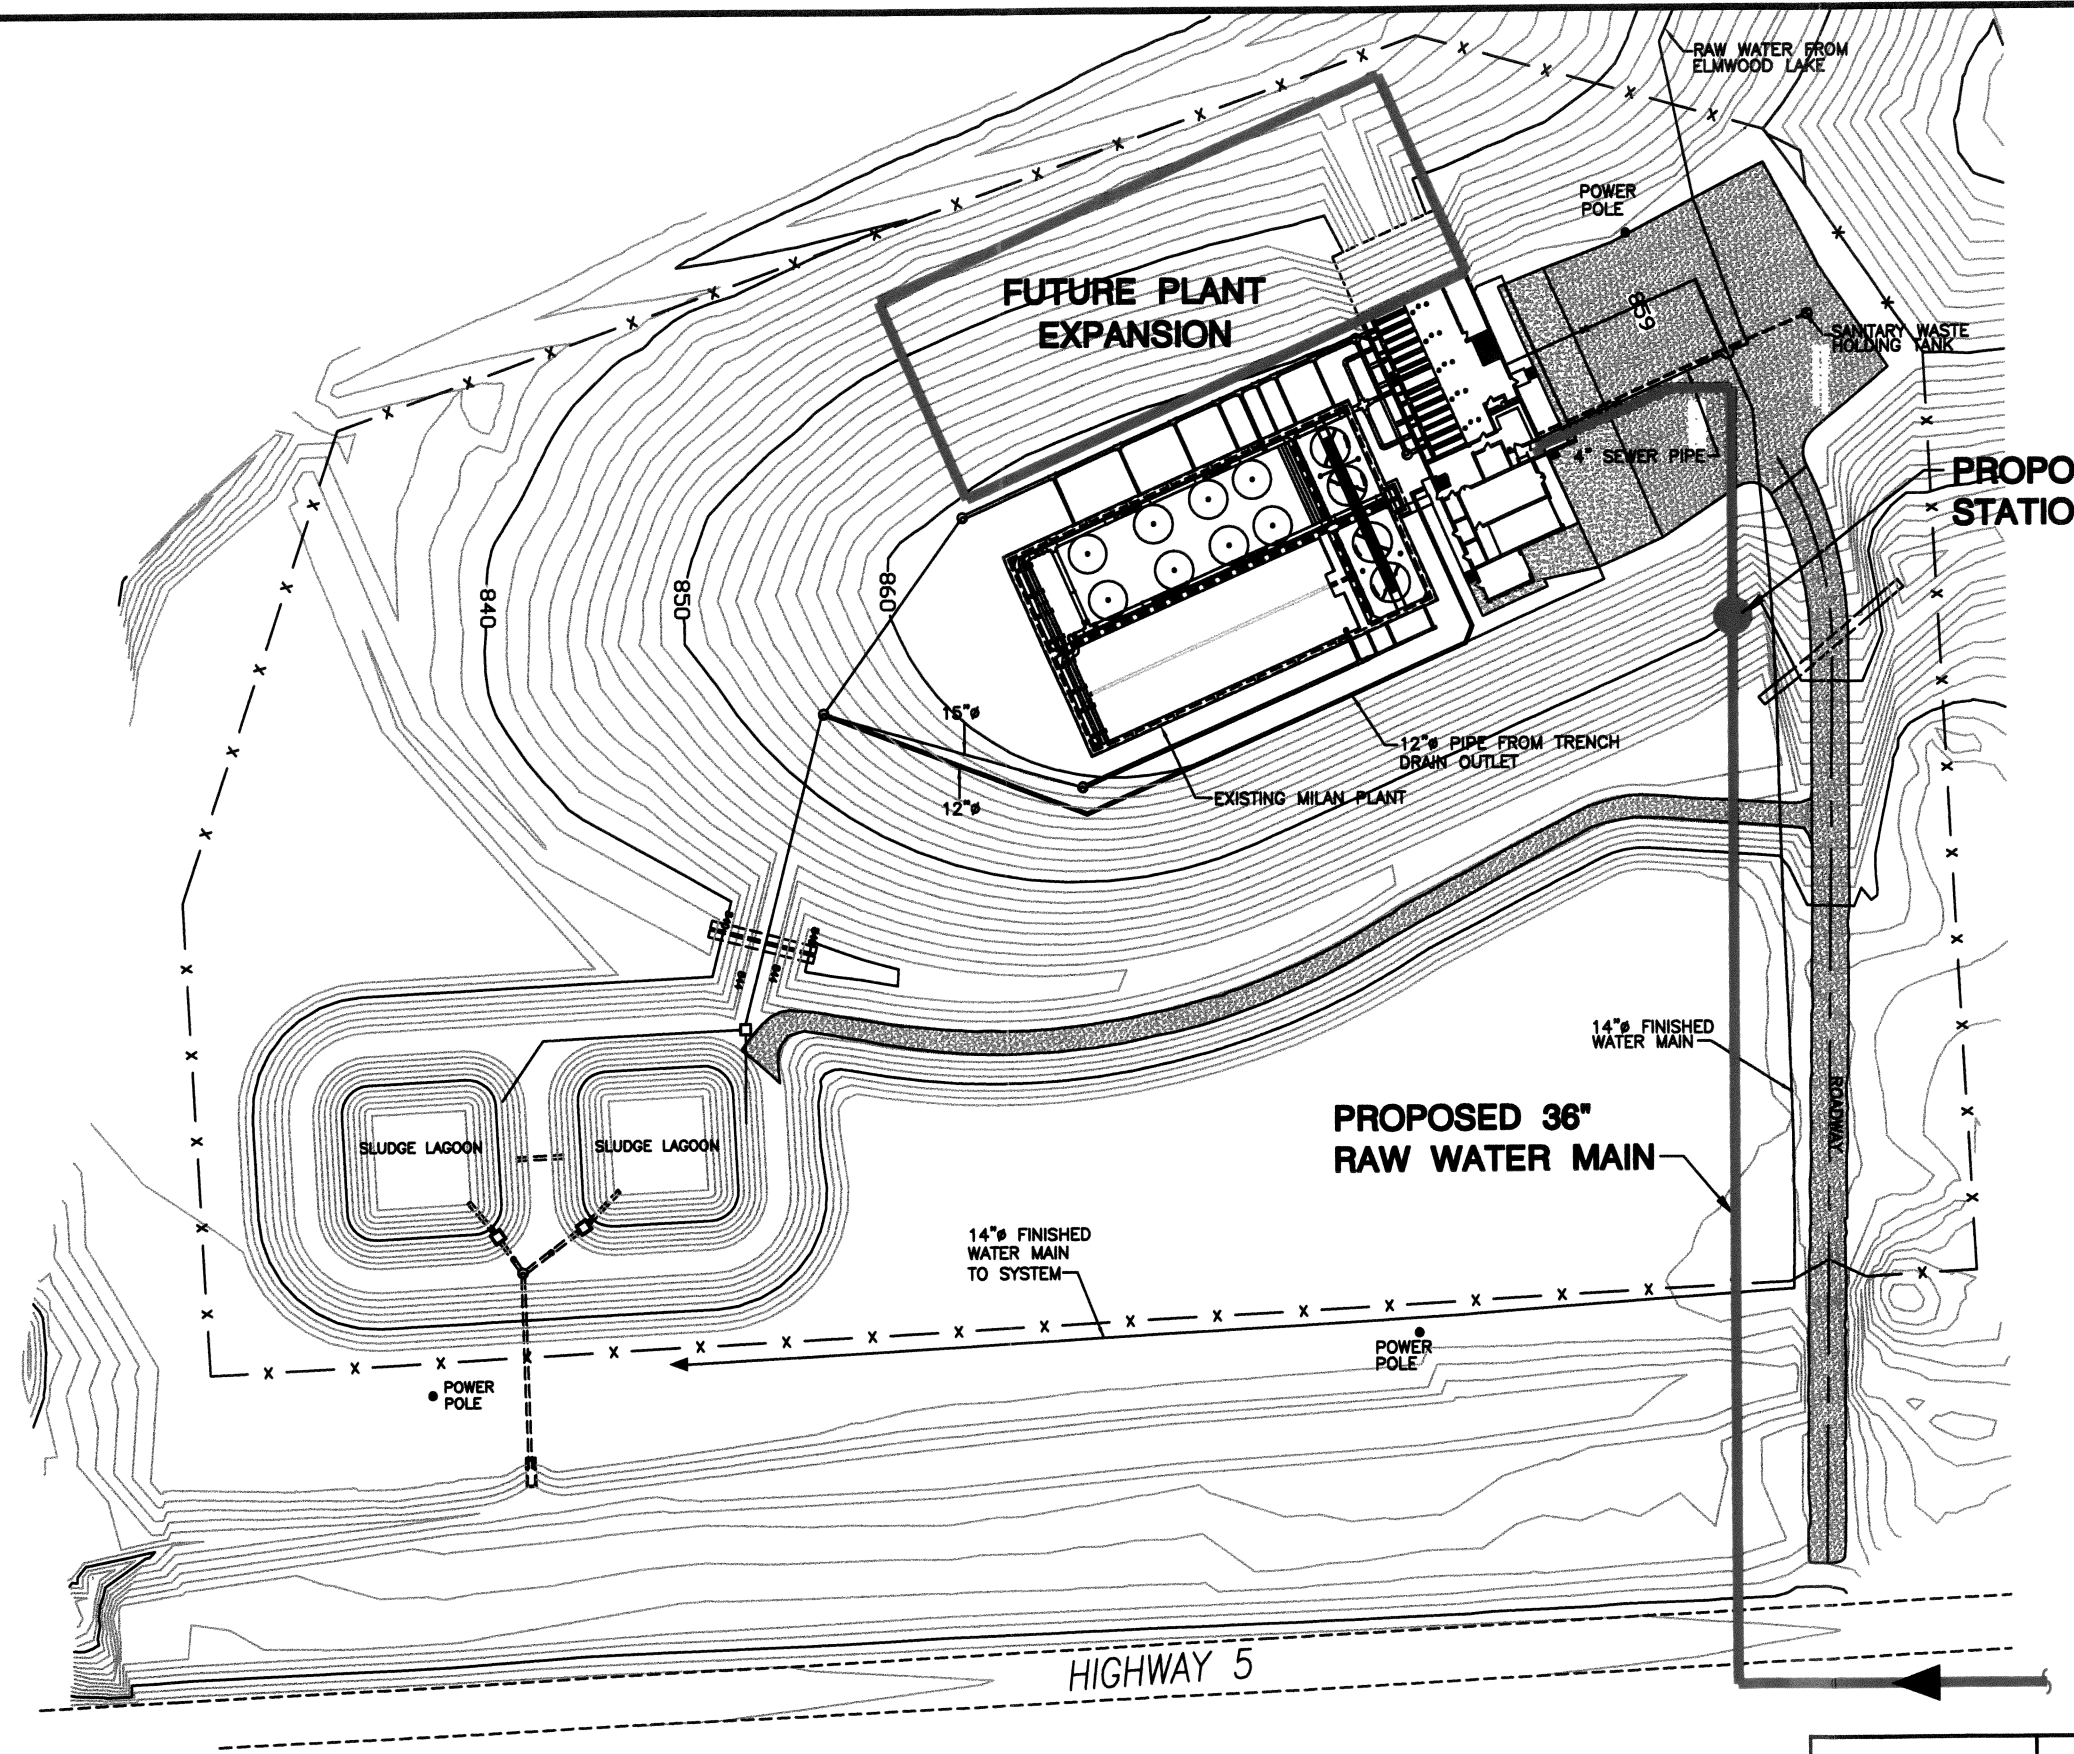 RAW WATER FROM
ELMWOOD LAKE
POWER
POLE
FUTURE PLANT
EXPANSION
859
SANITARY WASTE
HOLDING TANK
4" SEWER PIPE
PROPO
STATIO
840
850
860
15"ø
12"ø
12"ø PIPE FROM TRENCH
DRAIN OUTLET
EXISTING MILAN PLANT
844
844
14"ø FINISHED
WATER MAIN
ROADWAY
PROPOSED 36"
RAW WATER MAIN
SLUDGE LAGOON
SLUDGE LAGOON
14"ø FINISHED
WATER MAIN
TO SYSTEM
POWER
POLE
POWER
POLE
HIGHWAY 5